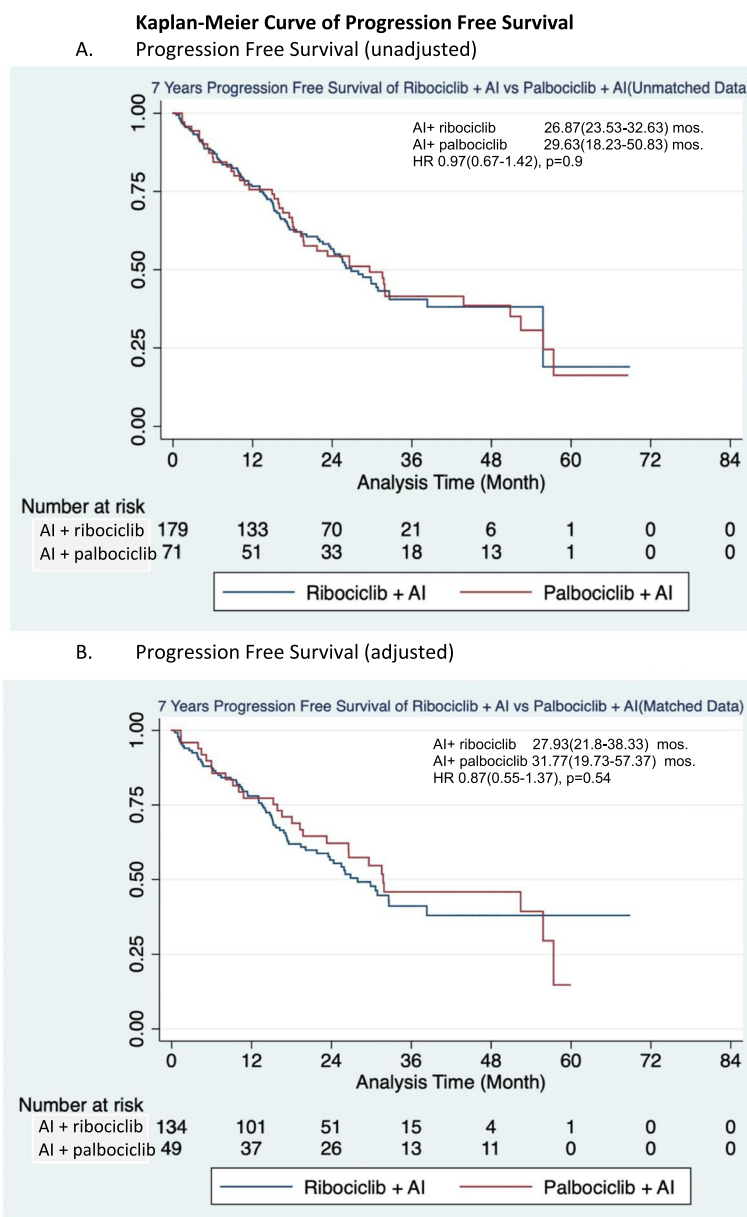 Kaplan-Meier Curve of Progression Free Survival
A. Progression Free Survival (unadjusted)
7 Years Progression Free Survival of Ribociclib + AI vs Palbociclib + AI(Unmatched Data
AI+ ribociclib 26.87(23.53-32.63) mos.
AI+ palbociclib 29.63(18.23-50.83) mos.
HR 0.97(0.67-1.42), p=0.9
1.00
0.75
0.50
0.25
0.00
0 12 24 36 48 60 72 84
Analysis Time (Month)
Number at risk
AI + ribociclib 179 133 70 21 6 1 0 0
AI + palbociclib 71 51 33 18 13 1 0 0
Ribociclib + AI Palbociclib + AI
B. Progression Free Survival (adjusted)
7 Years Progression Free Survival of Ribociclib + AI vs Palbociclib + AI(Matched Data)
AI+ ribociclib 27.93(21.8-38.33) mos.
AI+ palbociclib 31.77(19.73-57.37) mos.
HR 0.87(0.55-1.37), p=0.54
1.00
0.75
0.50
0.25
0.00
0 12 24 36 48 60 72 84
Analysis Time (Month)
Number at risk
AI + ribociclib 134 101 51 15 4 1 0 0
AI + palbociclib 49 37 26 13 11 0 0 0
Ribociclib + AI Palbociclib + AI